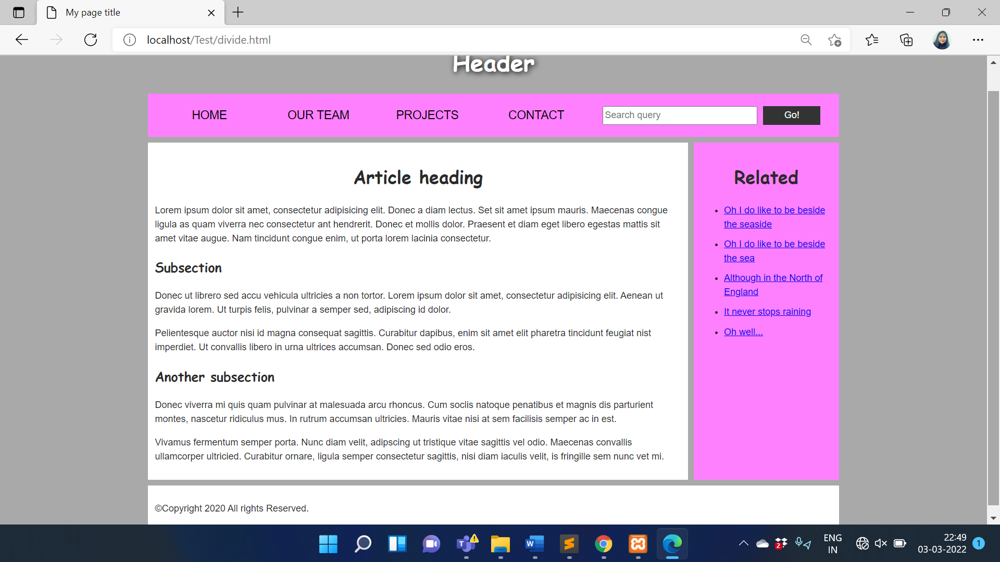 My page title
localhost/Test/divide.html
Header
HOME OUR TEAM PROJECTS CONTACT Search query Go!
Article heading
Lorem ipsum dolor sit amet, consectetur adipisicing elit. Donec a diam lectus. Set sit amet ipsum mauris. Maecenas congue
ligula as quam viverra nec consectetur ant hendrerit. Donec et mollis dolor. Praesent et diam eget libero egestas mattis sit
amet vitae augue. Nam tincidunt congue enim, ut porta lorem lacinia consectetur.
Subsection
Donec ut librero sed accu vehicula ultricies a non tortor. Lorem ipsum dolor sit amet, consectetur adipisicing elit. Aenean ut
gravida lorem. Ut turpis felis, pulvinar a semper sed, adipiscing id dolor.
Pelientesque auctor nisi id magna consequat sagittis. Curabitur dapibus, enim sit amet elit pharetra tincidunt feugiat nist
imperdiet. Ut convallis libero in urna ultrices accumsan. Donec sed odio eros.
Another subsection
Donec viverra mi quis quam pulvinar at malesuada arcu rhoncus. Cum soclis natoque penatibus et magnis dis parturient
montes, nascetur ridiculus mus. In rutrum accumsan ultricies. Mauris vitae nisi at sem facilisis semper ac in est.
Vivamus fermentum semper porta. Nunc diam velit, adipscing ut tristique vitae sagittis vel odio. Maecenas convallis
ullamcorper ultricied. Curabitur ornare, ligula semper consectetur sagittis, nisi diam iaculis velit, is fringille sem nunc vet mi.
Related
• Oh I do like to be beside
the seaside
• Oh I do like to be beside
the sea
• Although in the North of
England
• It never stops raining
• Oh well...
©Copyright 2020 All rights Reserved.
T
W
2
ENG
IN
22:49
03-03-2022
1